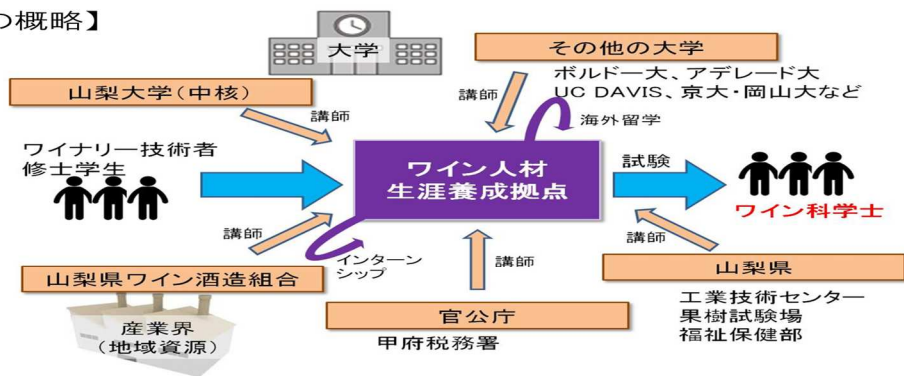 の概略】
大学
その他の大学
ボルドー大、アデレード大
UC DAVIS、京大・岡山大など
講師
海外留学
山梨大学（中核）
講師
ワイナリー技術者
修士学生
ワイン人材
生涯養成拠点
試験
ワイン科学士
講師
インターン
シップ
講師
講師
山梨県ワイン酒造組合
産業界
（地域資源）
官公庁
甲府税務署
山梨県
工業技術センター
果樹試験場
福祉保健部